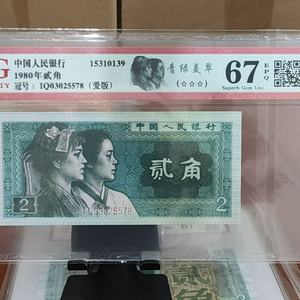 G
中国人民银行
1980年贰角
冠号：1Q03025578（爱版）
15310139
青绿美翠
(☆☆☆)
67 EPQ
Superb Gem Unc
中国人民银行
贰角
2
2